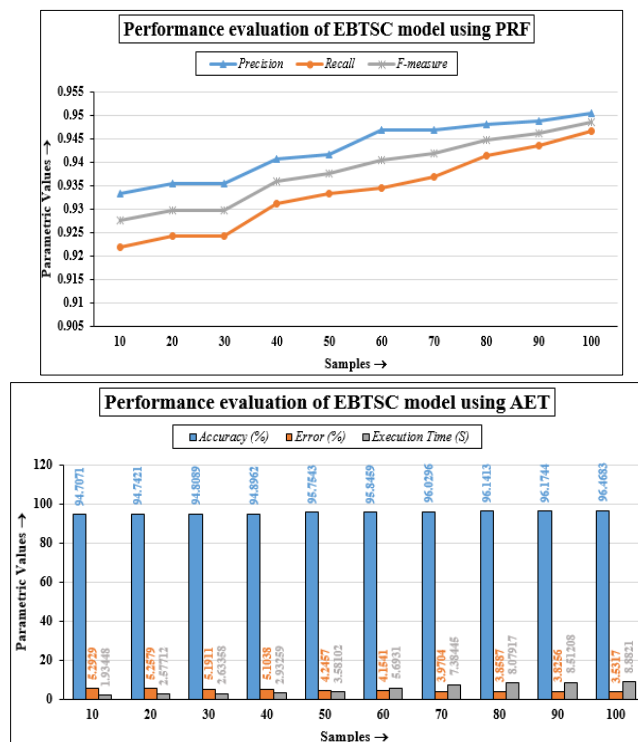 Performance evaluation of EBTSC model using PRF
Precision Recall F-measure
Parametric Values →
0.955
0.95
0.945
0.94
0.935
0.93
0.925
0.92
0.915
0.91
0.905
10 20 30 40 50 60 70 80 90 100
Samples →
Performance evaluation of EBTSC model using AET
Accuracy (%) Error (%) Execution Time (S)
Parametric Values →
120
100
80
60
40
20
0
94.7071 94.7421 94.8089 94.8962 95.7543 95.8459 96.0296 96.1413 96.1744 96.4683
5.2929 5.2579 5.1911 5.1038 4.2457 4.1541 3.9704 3.8587 3.8256 3.5317
1.93448 2.57712 2.63358 2.93259 3.58102 5.6931 7.38445 8.07917 8.51208 8.8821
10 20 30 40 50 60 70 80 90 100
Samples →